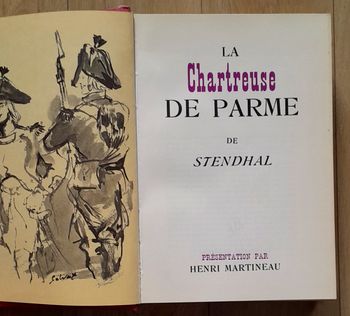 LA
Chartreuse
DE PARME
DE
STENDHAL
PRÉSENTATION PAR
HENRI MARTINEAU